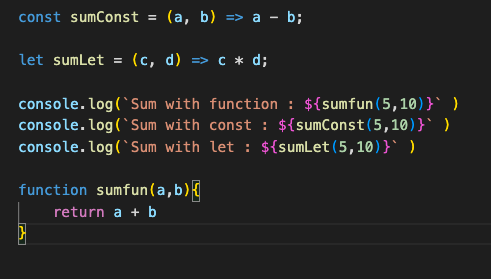 const sumConst = (a, b) => a - b;
let sumLet = (c, d) => c * d;
console.log(`Sum with function : ${sumfun(5,10)}` )
console.log(`Sum with const : ${sumConst(5,10)}` )
console.log(`Sum with let : ${sumLet(5,10)}` )
function sumfun(a,b){
    return a + b
}